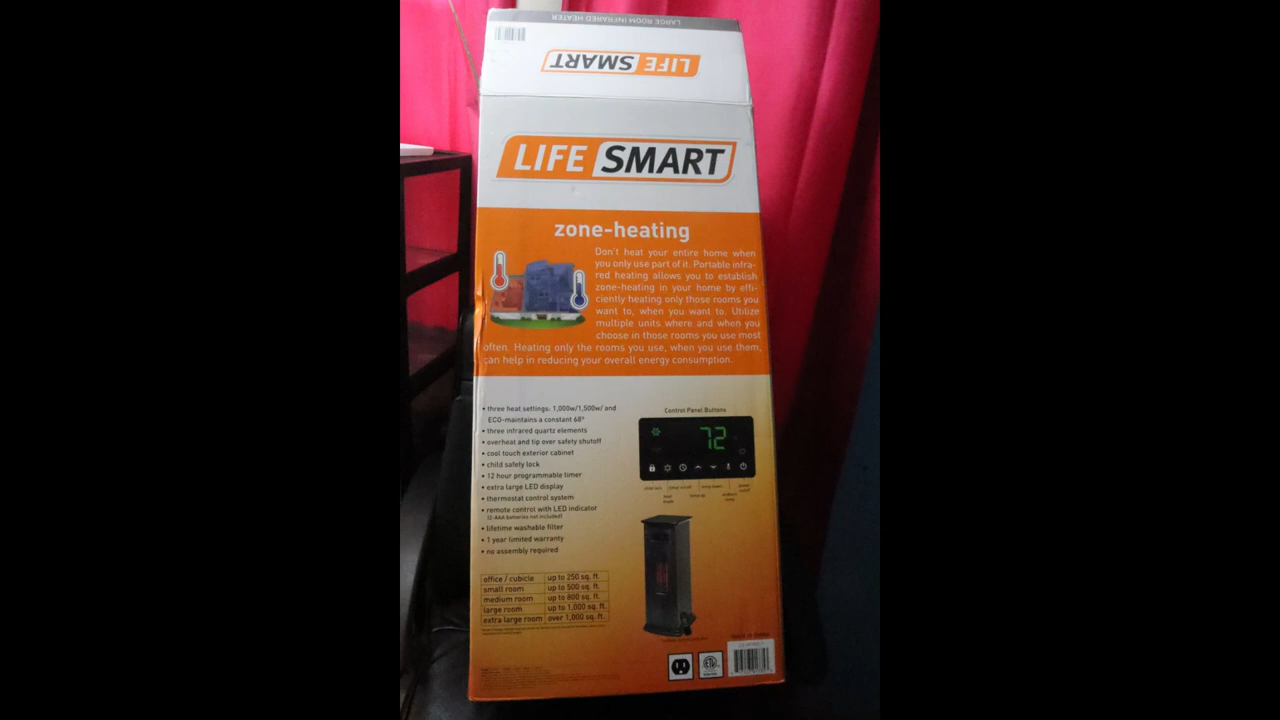 LARGE ROOM INFRARED HEATER
LIFE SMART
LIFE SMART
zone-heating
Don't heat your entire home when
you only use part of it. Portable infra-
red heating allows you to establish
zone-heating in your home by effi-
ciently heating only those rooms you
want to, when you want to. Utilize
multiple units where and when you
choose in those rooms you use most
often. Heating only the rooms you use, when you use them,
can help in reducing your overall energy consumption.
• three heat settings: 1,000w/1,500w/ and
ECO-maintains a constant 68°
• three infrared quartz elements
• overheat and tip over safety shutoff
• cool touch exterior cabinet
• child safety lock
• 12 hour programmable timer
• extra large LED display
• thermostat control system
• remote control with LED indicator
(2-AAA batteries not included)
• lifetime washable filter
• 1 year limited warranty
• no assembly required
Control Panel Buttons
72
office / cubicle up to 250 sq. ft.
small room up to 500 sq. ft.
medium room up to 800 sq. ft.
large room up to 1,000 sq. ft.
extra large room over 1,000 sq. ft.